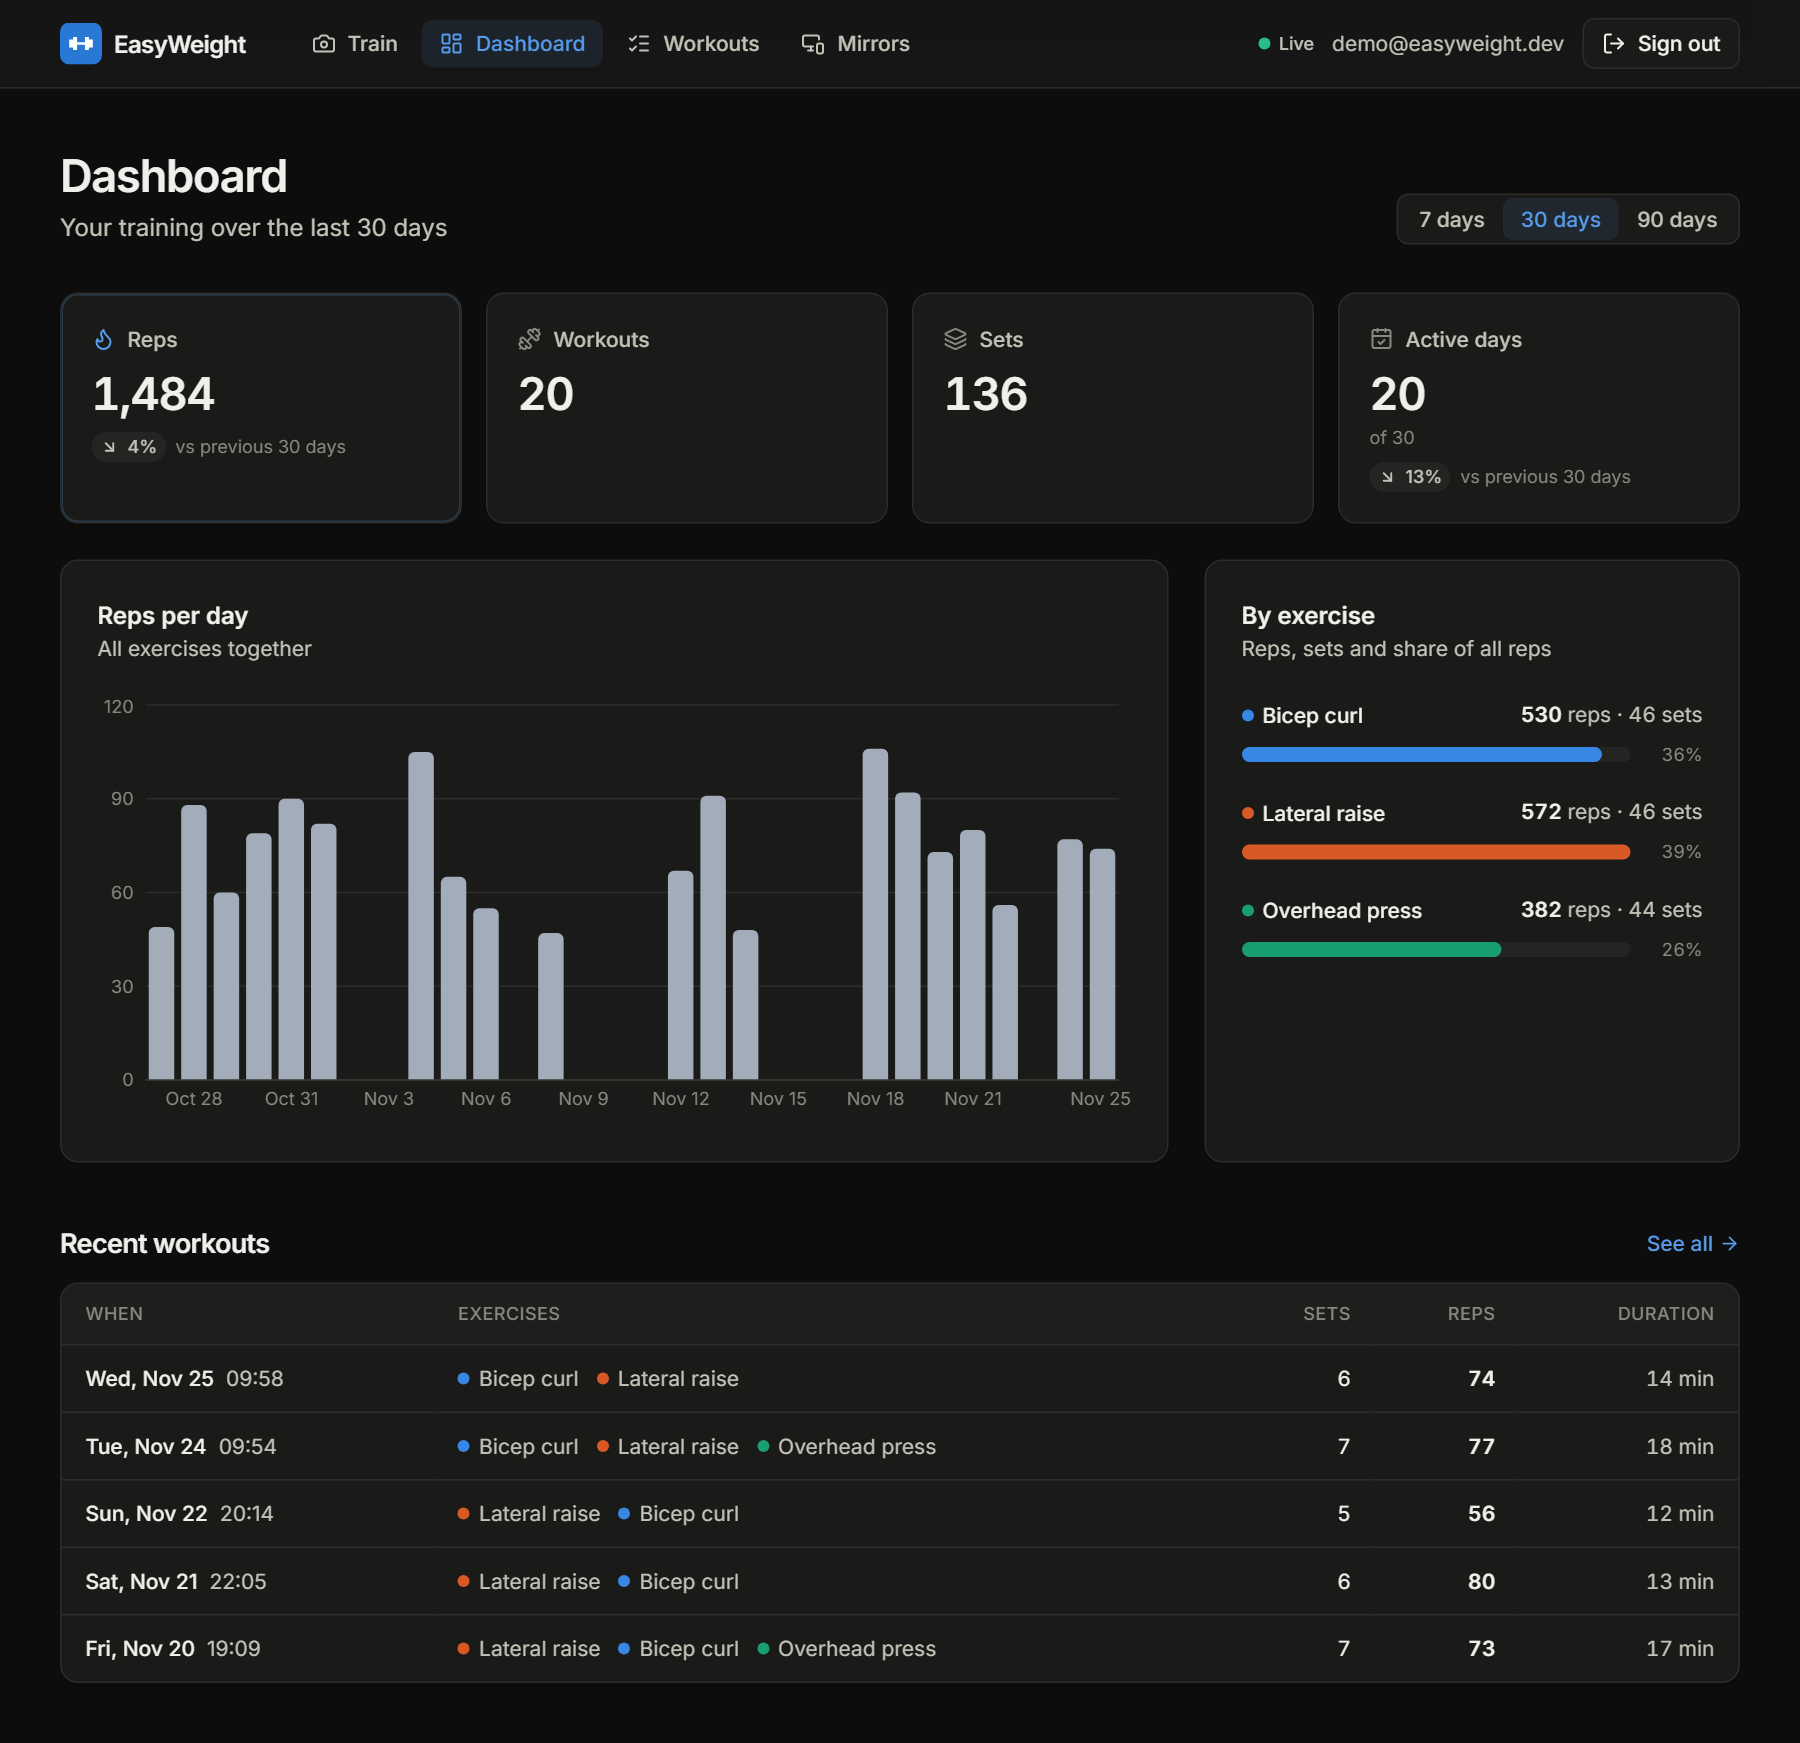 EasyWeight Train Dashboard Workouts Mirrors Live demo@easyweight.dev Sign out
Dashboard
Your training over the last 30 days
7 days 30 days 90 days
Reps
1,484
4% vs previous 30 days
Workouts
20
Sets
136
Active days
20
of 30
13% vs previous 30 days
Reps per day
All exercises together
120
90
60
30
0
Oct 28 Oct 31 Nov 3 Nov 6 Nov 9 Nov 12 Nov 15 Nov 18 Nov 21 Nov 25
By exercise
Reps, sets and share of all reps
Bicep curl 530 reps · 46 sets
36%
Lateral raise 572 reps · 46 sets
39%
Overhead press 382 reps · 44 sets
26%
Recent workouts See all
WHEN EXERCISES SETS REPS DURATION
Wed, Nov 25 09:58 Bicep curl Lateral raise 6 74 14 min
Tue, Nov 24 09:54 Bicep curl Lateral raise Overhead press 7 77 18 min
Sun, Nov 22 20:14 Lateral raise Bicep curl 5 56 12 min
Sat, Nov 21 22:05 Lateral raise Bicep curl 6 80 13 min
Fri, Nov 20 19:09 Lateral raise Bicep curl Overhead press 7 73 17 min